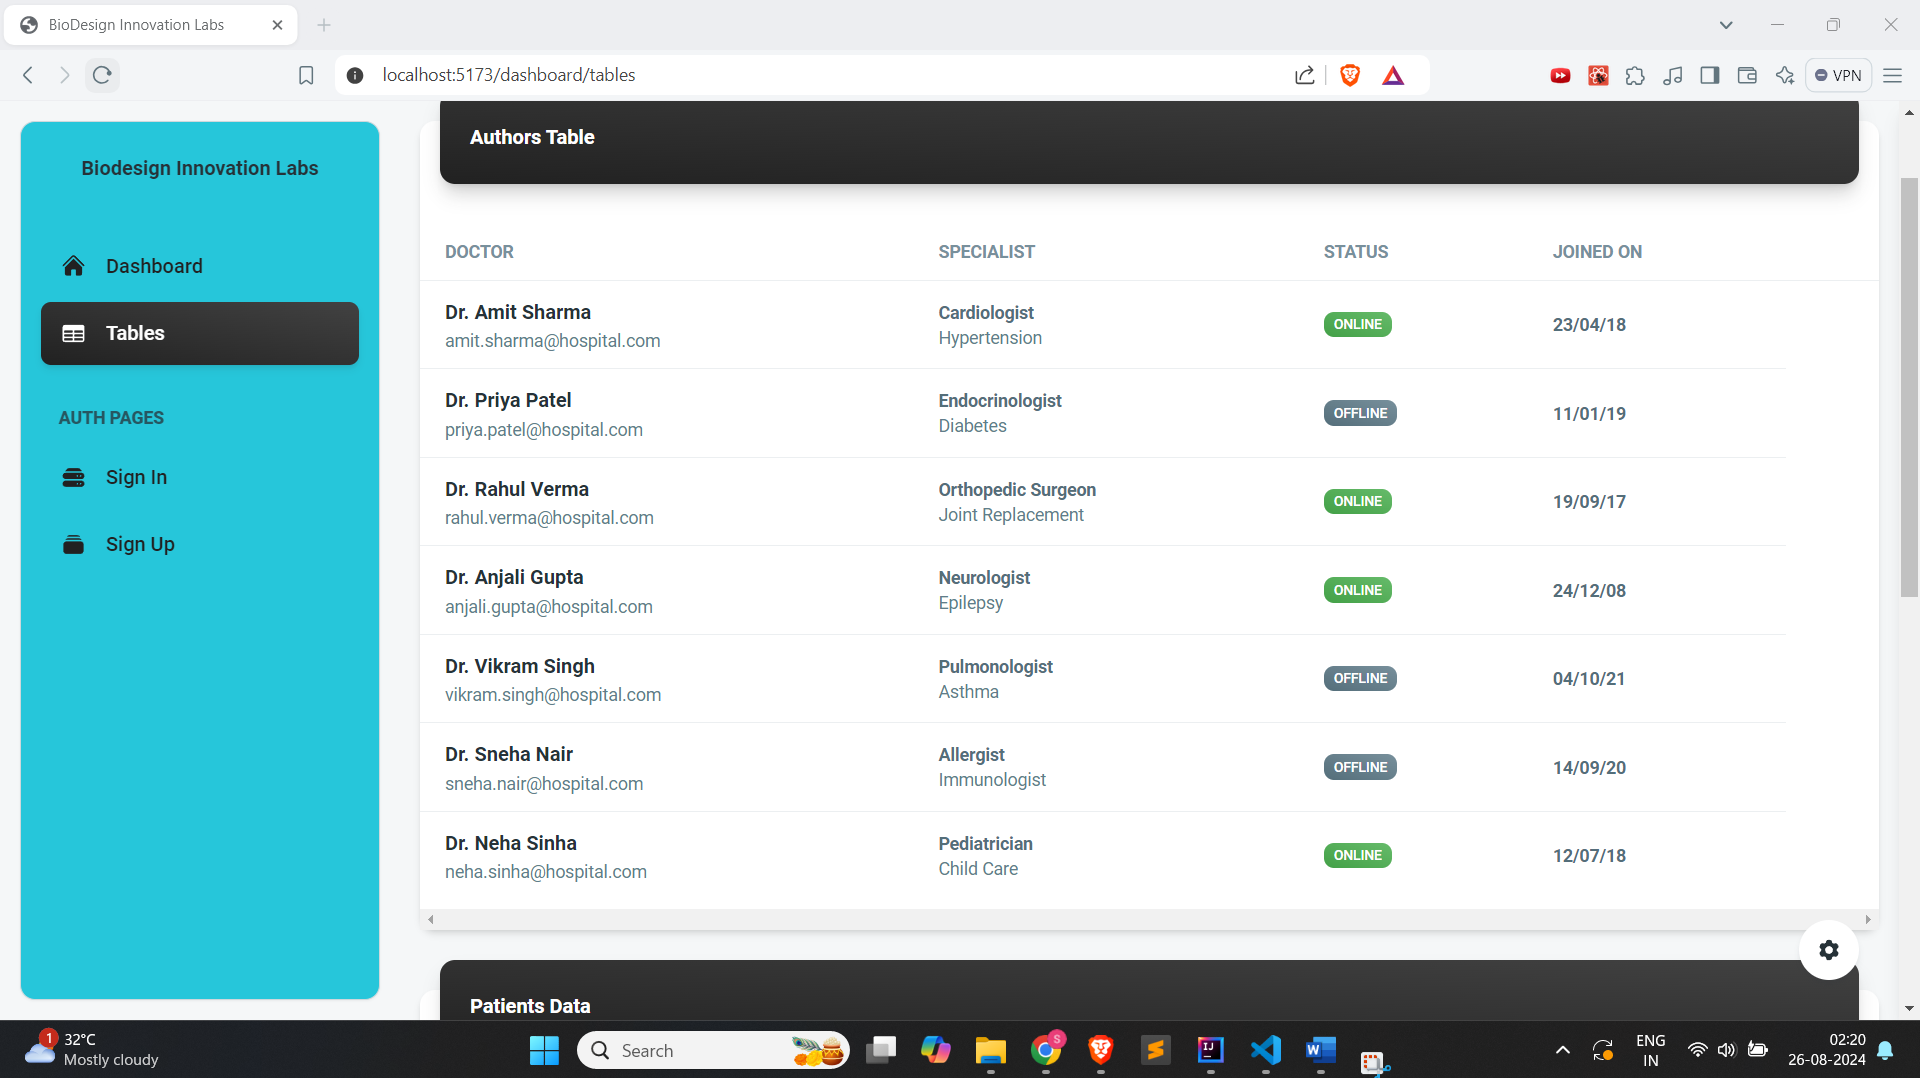 BioDesign Innovation Labs
localhost:5173/dashboard/tables
VPN
Biodesign Innovation Labs
Dashboard
Tables
AUTH PAGES
Sign In
Sign Up
Authors Table
DOCTOR SPECIALIST STATUS JOINED ON
Dr. Amit Sharma Cardiologist ONLINE 23/04/18
amit.sharma@hospital.com Hypertension
Dr. Priya Patel Endocrinologist OFFLINE 11/01/19
priya.patel@hospital.com Diabetes
Dr. Rahul Verma Orthopedic Surgeon ONLINE 19/09/17
rahul.verma@hospital.com Joint Replacement
Dr. Anjali Gupta Neurologist ONLINE 24/12/08
anjali.gupta@hospital.com Epilepsy
Dr. Vikram Singh Pulmonologist OFFLINE 04/10/21
vikram.singh@hospital.com Asthma
Dr. Sneha Nair Allergist OFFLINE 14/09/20
sneha.nair@hospital.com Immunologist
Dr. Neha Sinha Pediatrician ONLINE 12/07/18
neha.sinha@hospital.com Child Care
Patients Data
1
32°C
Mostly cloudy
Search
S
IJ
W
ENG
IN
02:20
26-08-2024